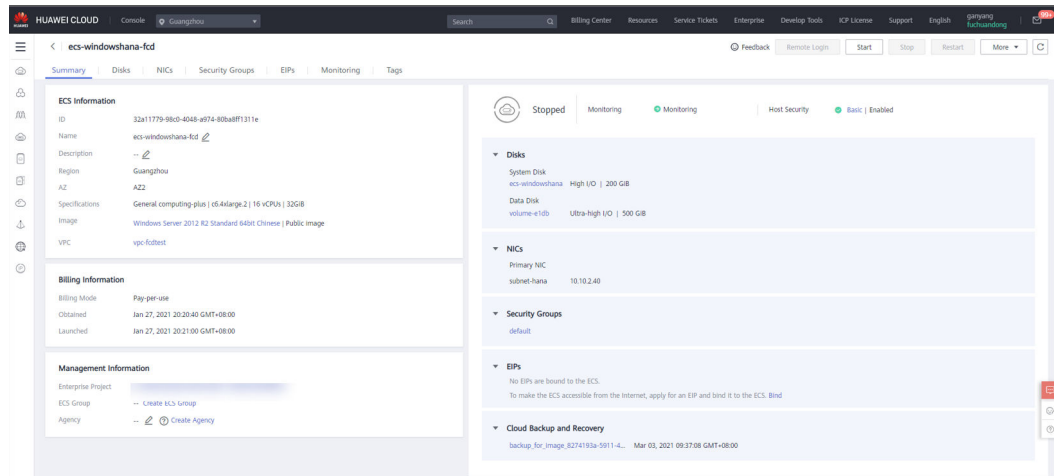 HUAWEI
HUAWEI CLOUD Console Guangzhou Search Billing Center Resources Service Tickets Enterprise Develop Tools ICP License Support English ganyang fuchuandong 99+
ecs-windowshana-fcd Feedback Remote Login Start Stop Restart More
Summary Disks NICs Security Groups EIPs Monitoring Tags
ECS Information
ID 32a11779-98c0-4048-a974-80ba8ff1311e
Name ecs-windowshana-fcd
Description --
Region Guangzhou
AZ AZ2
Specifications General computing-plus | c6.4xlarge.2 | 16 vCPUs | 32GiB
Image Windows Server 2012 R2 Standard 64bit Chinese | Public image
VPC vpc-fcdtest
Billing Information
Billing Mode Pay-per-use
Obtained Jan 27, 2021 20:20:40 GMT+08:00
Launched Jan 27, 2021 20:21:00 GMT+08:00
Management Information
Enterprise Project
ECS Group -- Create ECS Group
Agency -- Create Agency
Stopped Monitoring Monitoring Host Security Basic | Enabled
Disks
System Disk
ecs-windowshana High I/O | 200 GiB
Data Disk
volume-e1db Ultra-high I/O | 500 GiB
NICs
Primary NIC
subnet-hana 10.10.2.40
Security Groups
default
EIPs
No EIPs are bound to the ECS.
To make the ECS accessible from the Internet, apply for an EIP and bind it to the ECS. Bind
Cloud Backup and Recovery
backup_for_image_8274193a-5911-4... Mar 03, 2021 09:37:08 GMT+08:00